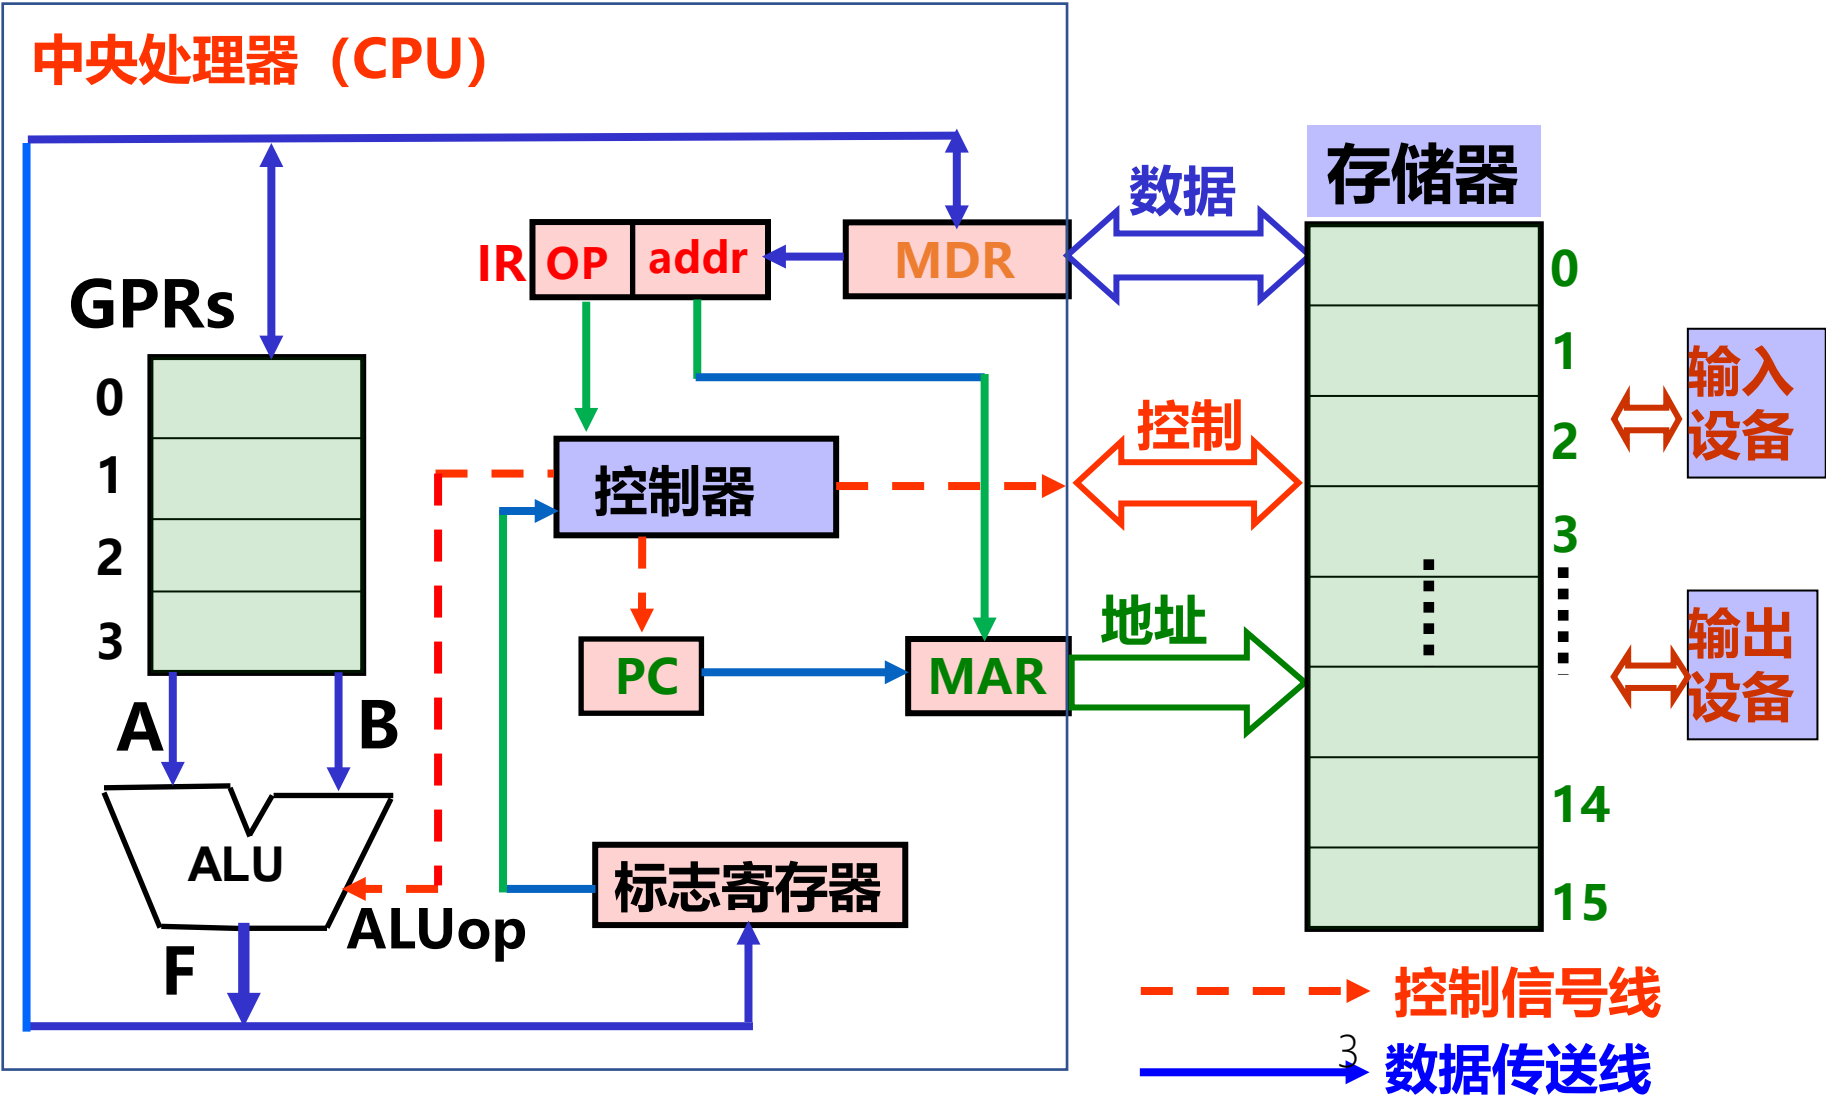 中央处理器（CPU）
数据
存储器
IR OP addr
MDR
0
GPRs
1
输入
设备
0
控制
2
1
控制器
3
2
地址
输出
设备
3
PC
MAR
A
B
14
ALU
标志寄存器
15
ALUop
F
控制信号线
3
数据传送线